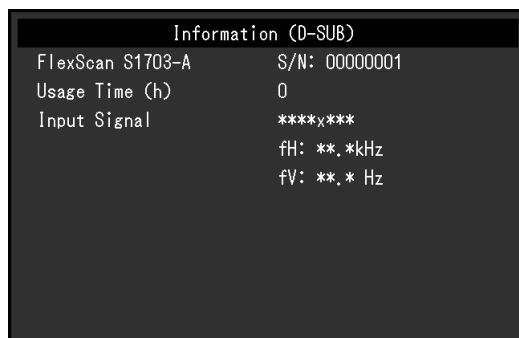 Information (D-SUB)
FlexScan S1703-A S/N: 00000001
Usage Time (h) 0
Input Signal ****x***
fH: **.*kHz
fV: **.* Hz